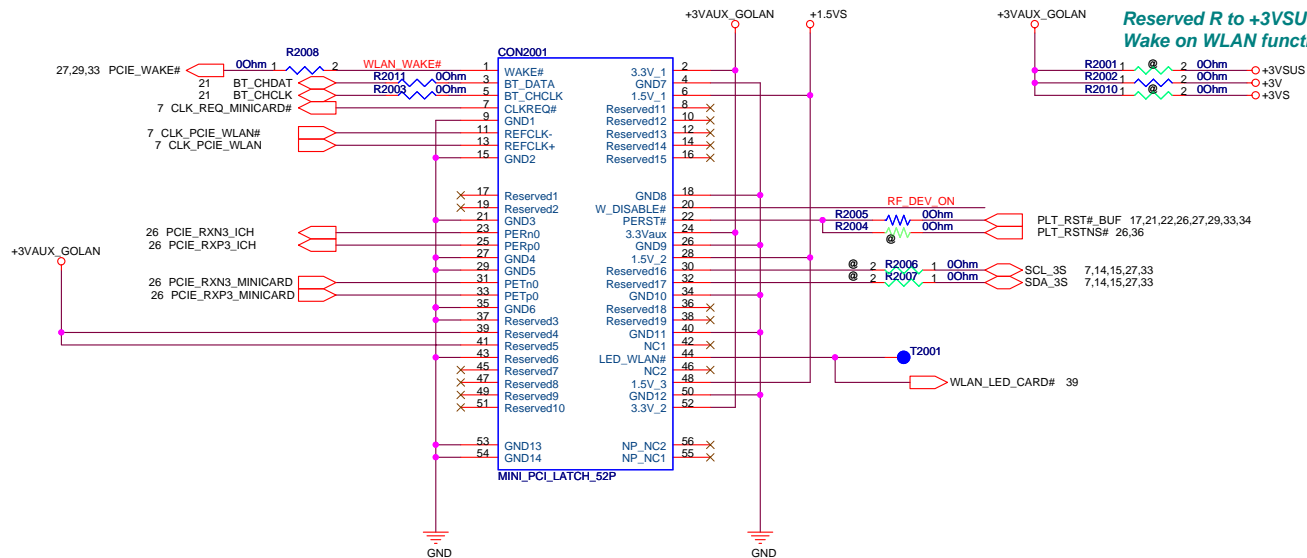 +3VAUX_GOLAN
+1.5VS
+3VAUX_GOLAN
Reserved R to +3VSU
Wake on WLAN funct
CON2001
27,29,33 PCIE_WAKE# 0Ohm 1 R2008 2 WLAN_WAKE# 1 WAKE#
21 BT_CHDAT R2011 0Ohm 3 BT_DATA
21 BT_CHCLK R2003 0Ohm 5 BT_CHCLK
7 CLK_REQ_MINICARD# 7 CLKREQ#
9 GND1
7 CLK_PCIE_WLAN# 11 REFCLK-
7 CLK_PCIE_WLAN 13 REFCLK+
15 GND2
17 Reserved1
19 Reserved2
21 GND3
26 PCIE_RXN3_ICH 23 PERn0
26 PCIE_RXP3_ICH 25 PERp0
27 GND4
+3VAUX_GOLAN
29 GND5
26 PCIE_RXN3_MINICARD 31 PETn0
26 PCIE_RXP3_MINICARD 33 PETp0
35 GND6
37 Reserved3
39 Reserved4
41 Reserved5
43 Reserved6
45 Reserved7
47 Reserved8
49 Reserved9
51 Reserved10
53 GND13
54 GND14
3.3V_1 2
GND7 4
1.5V_1 6
Reserved11 8
Reserved12 10
Reserved13 12
Reserved14 14
Reserved15 16
GND8 18
W_DISABLE# 20 RF_DEV_ON
PERST# 22 R2005 0Ohm PLT_RST#_BUF 17,21,22,26,27,29,33,34
3.3Vaux 24 R2004 @ 0Ohm PLT_RSTNS# 26,36
GND9 26
1.5V_2 28
Reserved16 30 @ 2 R2006 1 0Ohm SCL_3S 7,14,15,27,33
Reserved17 32 @ 2 R2007 1 0Ohm SDA_3S 7,14,15,27,33
GND10 34
Reserved18 36
Reserved19 38
GND11 40
NC1 42
LED_WLAN# 44 T2001
NC2 46
1.5V_3 48 WLAN_LED_CARD# 39
GND12 50
3.3V_2 52
NP_NC2 56
NP_NC1 55
MINI_PCI_LATCH_52P
GND
GND
R2001 1 @ 2 0Ohm +3VSUS
R2002 1 2 0Ohm +3V
R2010 1 @ 2 0Ohm +3VS